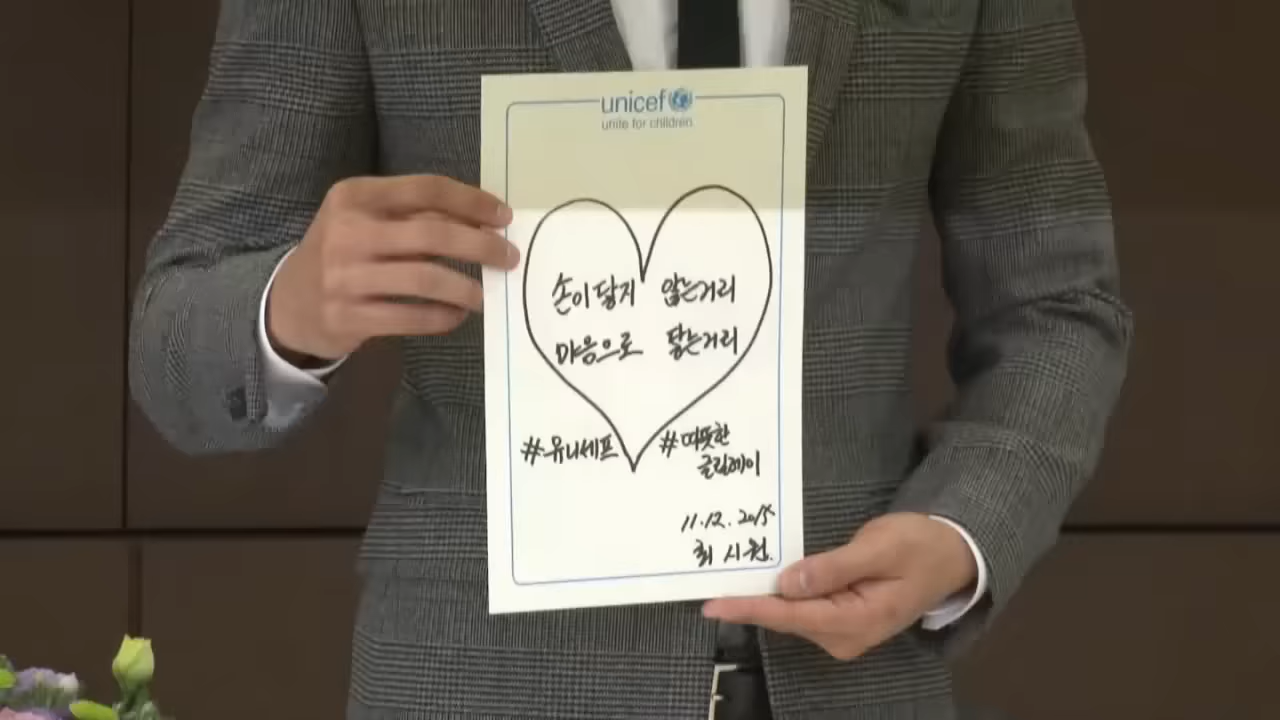 unicef
unite for children
손이 닿지 않는거리
마음으로 닿는거리
#유니세프 #따뜻한
글릴레이
11.12.2015
최시원.